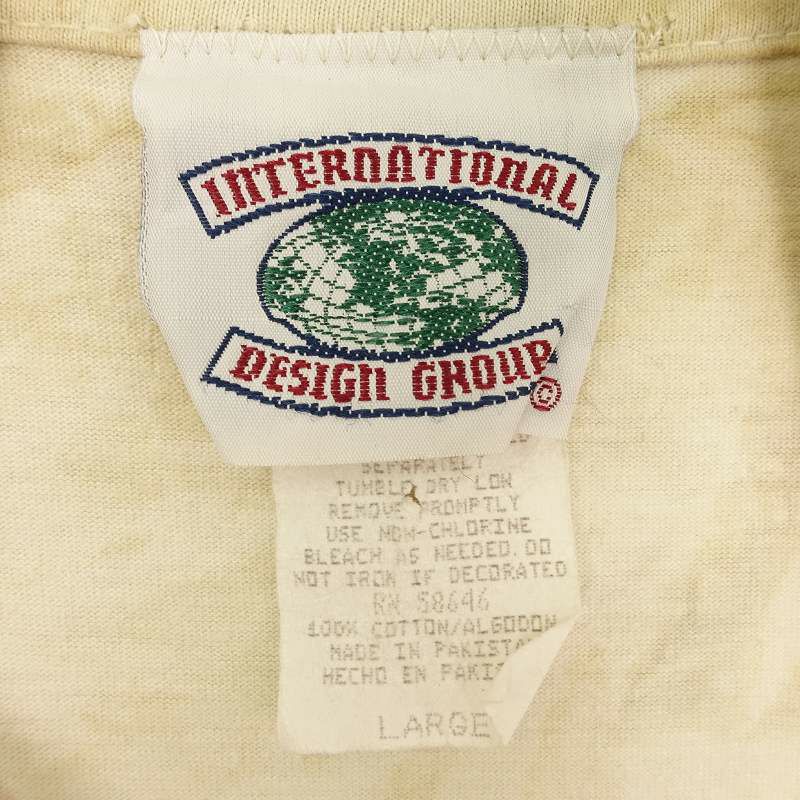 INTERNATIONAL
DESIGN GROUP
©
SEPARATELY
TUMBLE DRY LOW
REMOVE PROMPTLY
USE NON-CHLORINE
BLEACH AS NEEDED. DO
NOT IRON IF DECORATED
RN 58646
100% COTTON/ALGODON
MADE IN
HECHO EN
LARGE